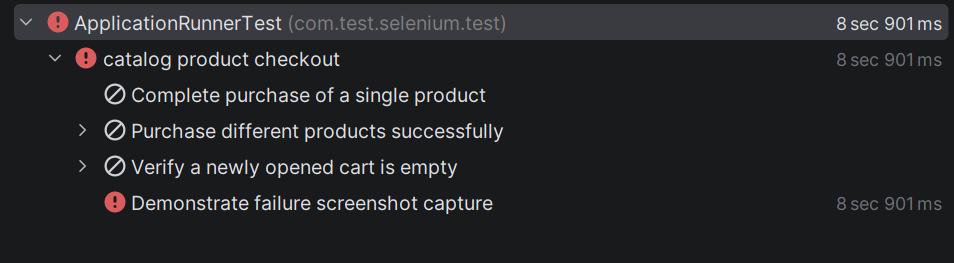 ApplicationRunnerTest (com.test.selenium.test) 8 sec 901 ms
catalog product checkout 8 sec 901 ms
Complete purchase of a single product
Purchase different products successfully
Verify a newly opened cart is empty
Demonstrate failure screenshot capture 8 sec 901 ms